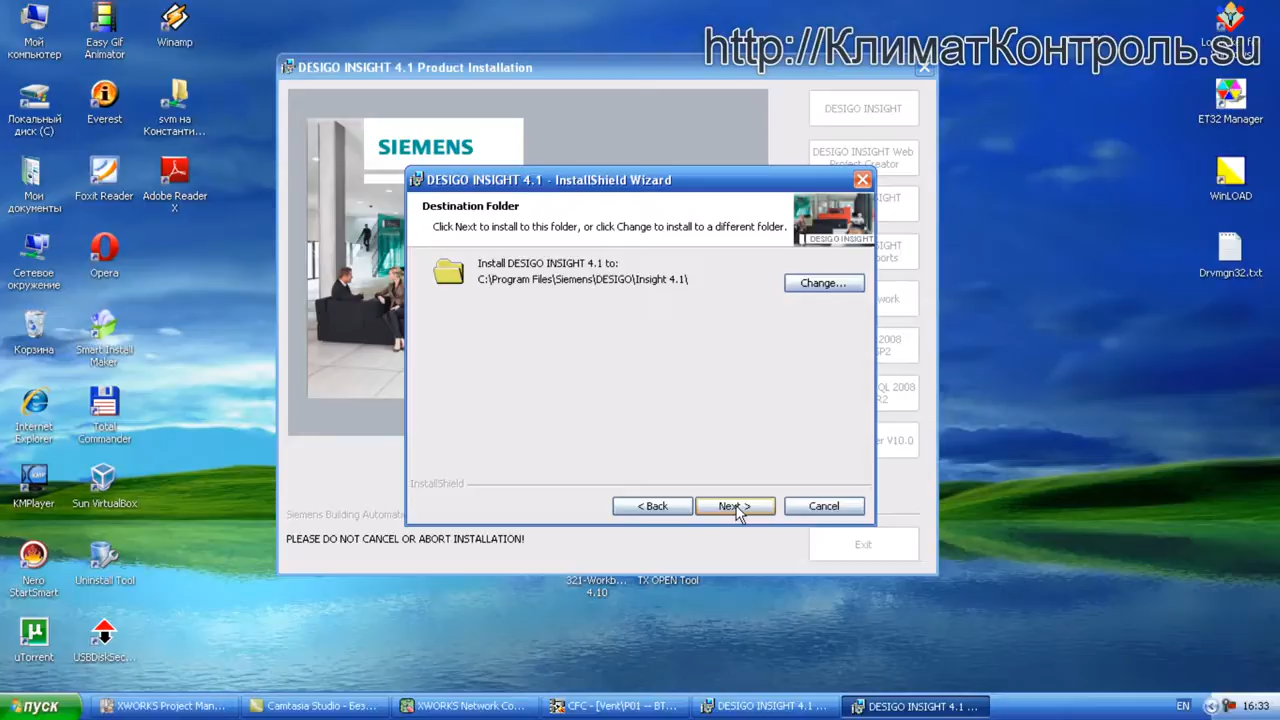 http://КлиматКонтроль.su
Мой
компьютер
Easy Gif
Animator
Winamp
Локальный
диск (C)
Everest
svm на
Константи...
Мои
документы
Foxit Reader
Adobe Reader
X
Сетевое
окружение
Opera
Корзина
Smart Install
Maker
Internet
Explorer
Total
Commander
KMPlayer
Sun VirtualBox
Nero
StartSmart
Uninstall Tool
uTorrent
USBDiskSec...
DESIGO INSIGHT 4.1 Product Installation
SIEMENS
DESIGO INSIGHT
DESIGO INSIGHT Web
Project Creator
Exit
PLEASE DO NOT CANCEL OR ABORT INSTALLATION!
DESIGO INSIGHT 4.1 - InstallShield Wizard
Destination Folder
Click Next to install to this folder, or click Change to install to a different folder.
DESIGO INSIGHT
Install DESIGO INSIGHT 4.1 to:
C:\Program Files\Siemens\DESIGO\Insight 4.1\
Change...
InstallShield
< Back
Next >
Cancel
321-Workb...
4.10
TX OPEN Tool
ET32 Manager
WinLOAD
Drvmgn32.txt
пуск
XWORKS Project Man...
Camtasia Studio - Без...
XWORKS Network Co...
CFC - [Vent\P01 -- BT...
DESIGO INSIGHT 4.1 ...
DESIGO INSIGHT 4.1 ...
EN
16:33